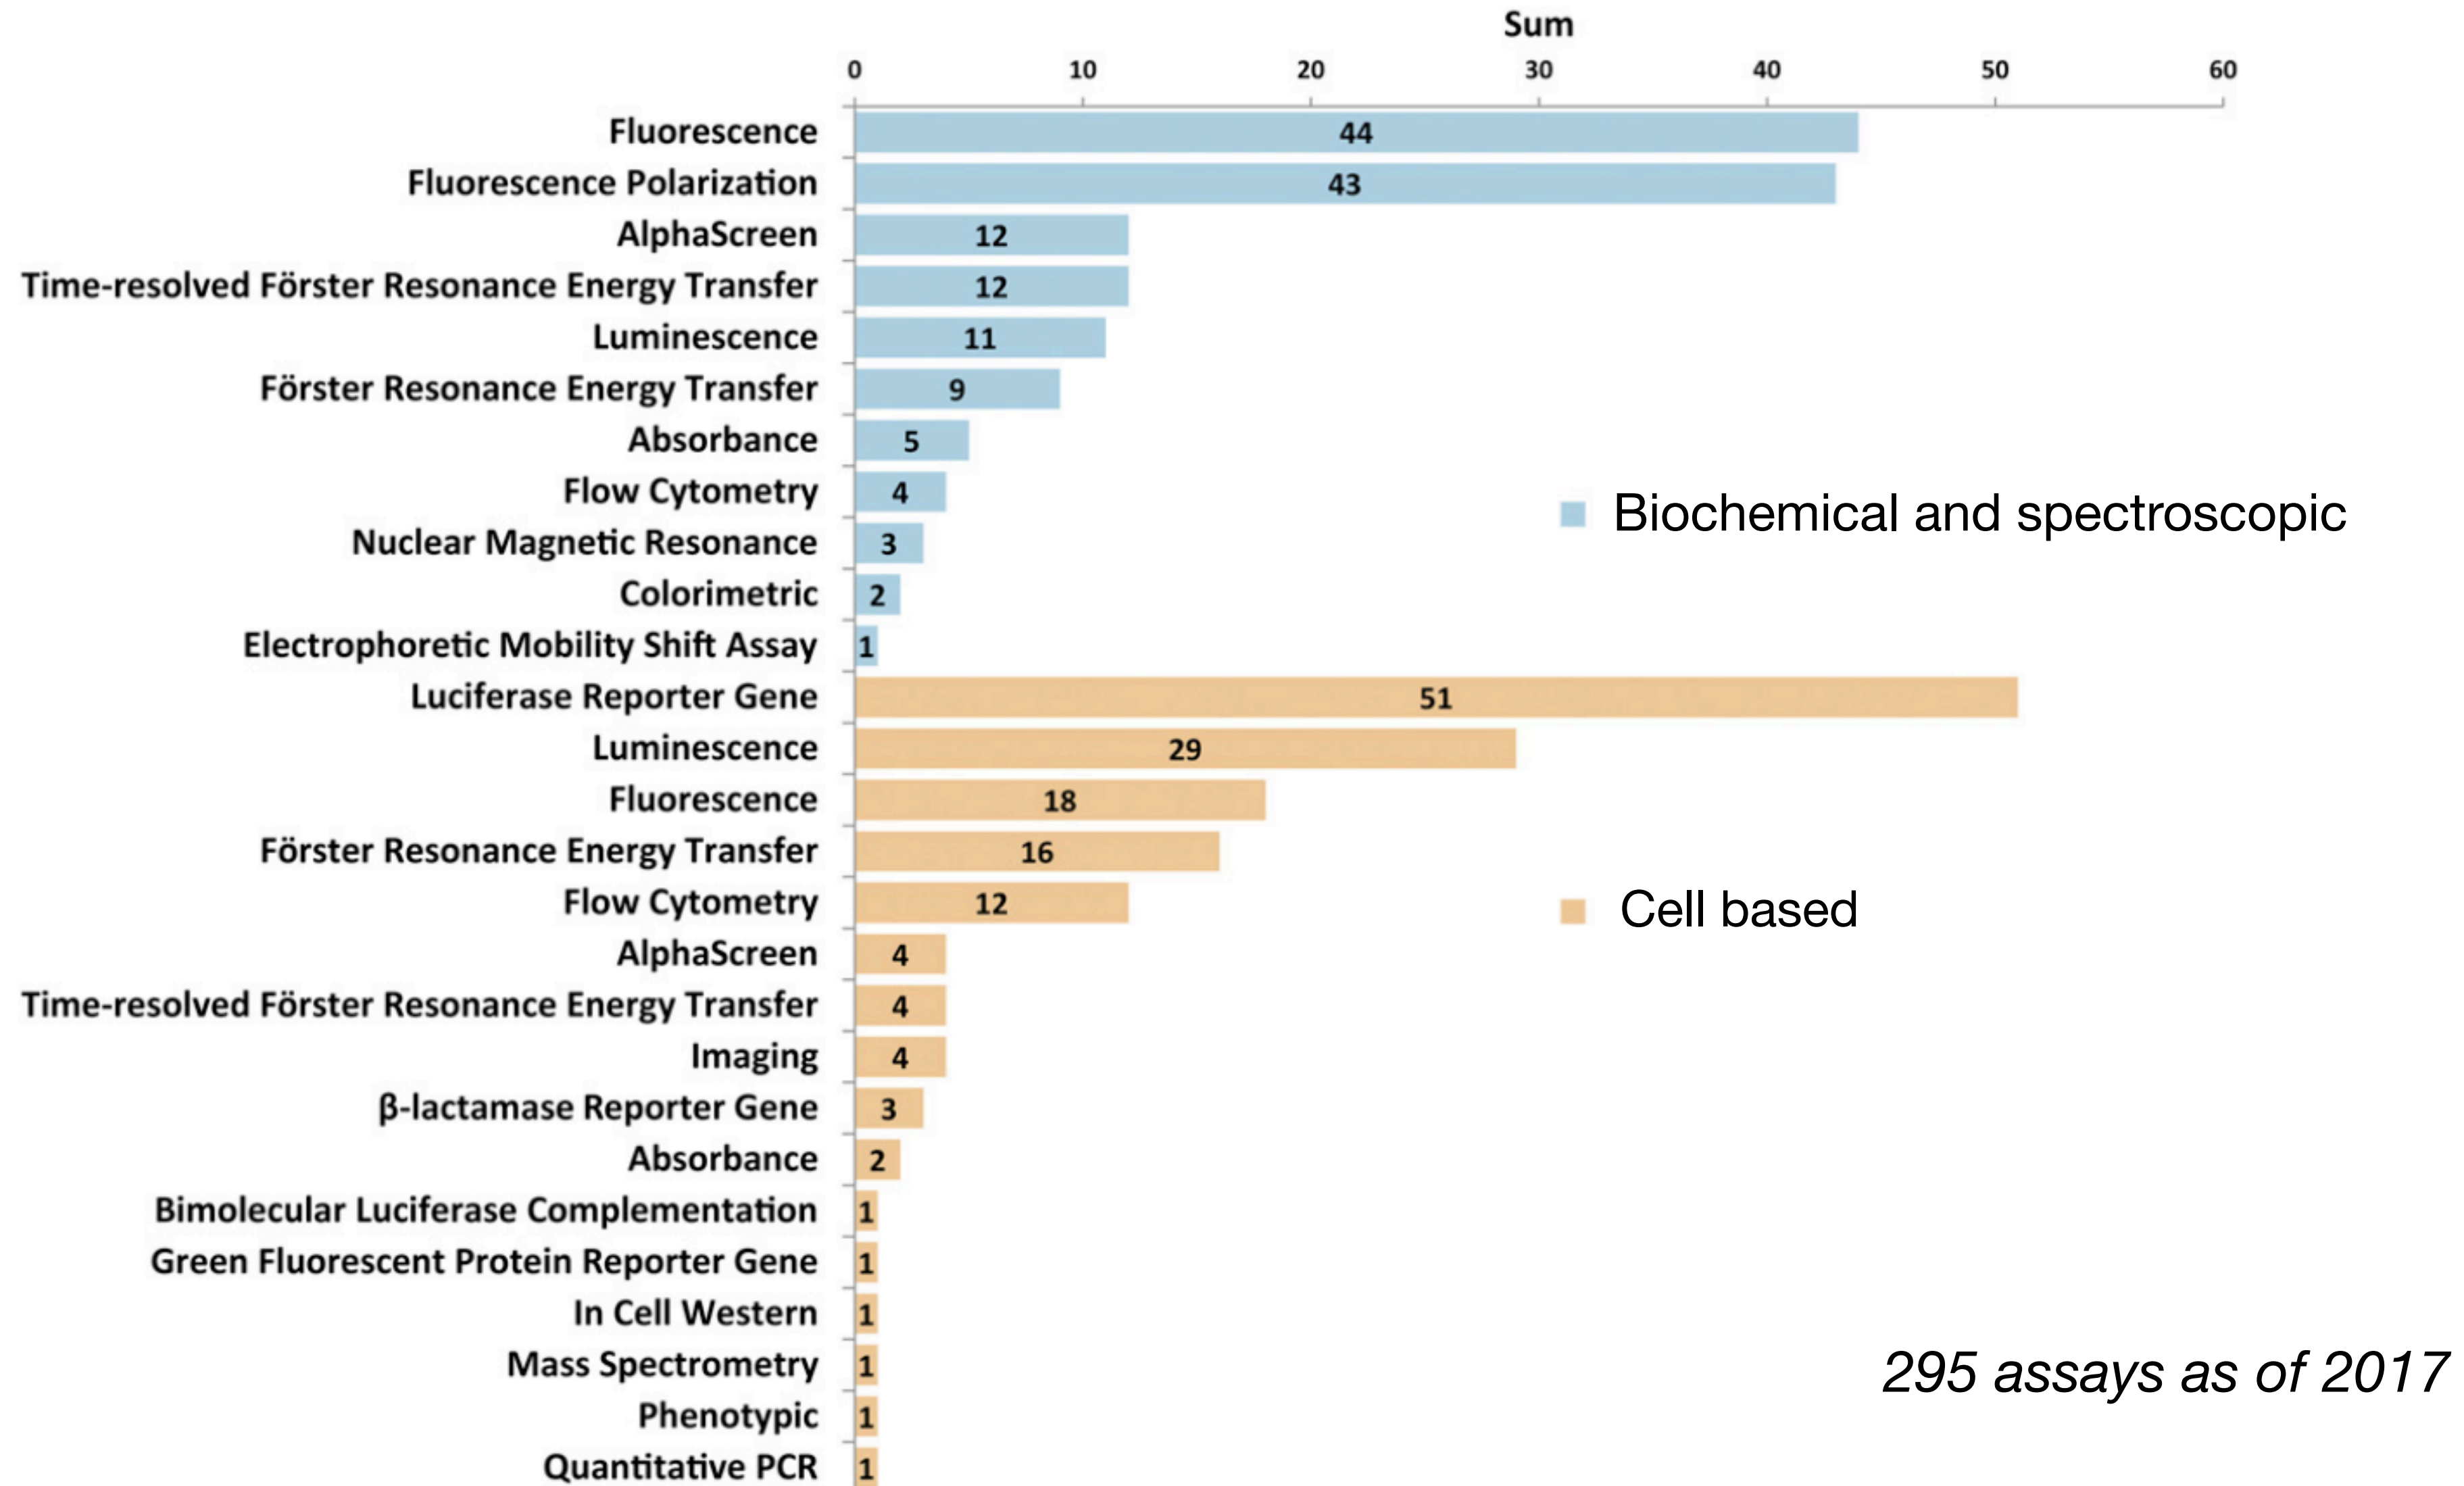 Sum
0 10 20 30 40 50 60
Fluorescence 44
Fluorescence Polarization 43
AlphaScreen 12
Time-resolved Förster Resonance Energy Transfer 12
Luminescence 11
Förster Resonance Energy Transfer 9
Absorbance 5
Flow Cytometry 4
Biochemical and spectroscopic
Nuclear Magnetic Resonance 3
Colorimetric 2
Electrophoretic Mobility Shift Assay 1
Luciferase Reporter Gene 51
Luminescence 29
Fluorescence 18
Förster Resonance Energy Transfer 16
Flow Cytometry 12
Cell based
AlphaScreen 4
Time-resolved Förster Resonance Energy Transfer 4
Imaging 4
β-lactamase Reporter Gene 3
Absorbance 2
Bimolecular Luciferase Complementation 1
Green Fluorescent Protein Reporter Gene 1
In Cell Western 1
Mass Spectrometry 1
295 assays as of 2017
Phenotypic 1
Quantitative PCR 1